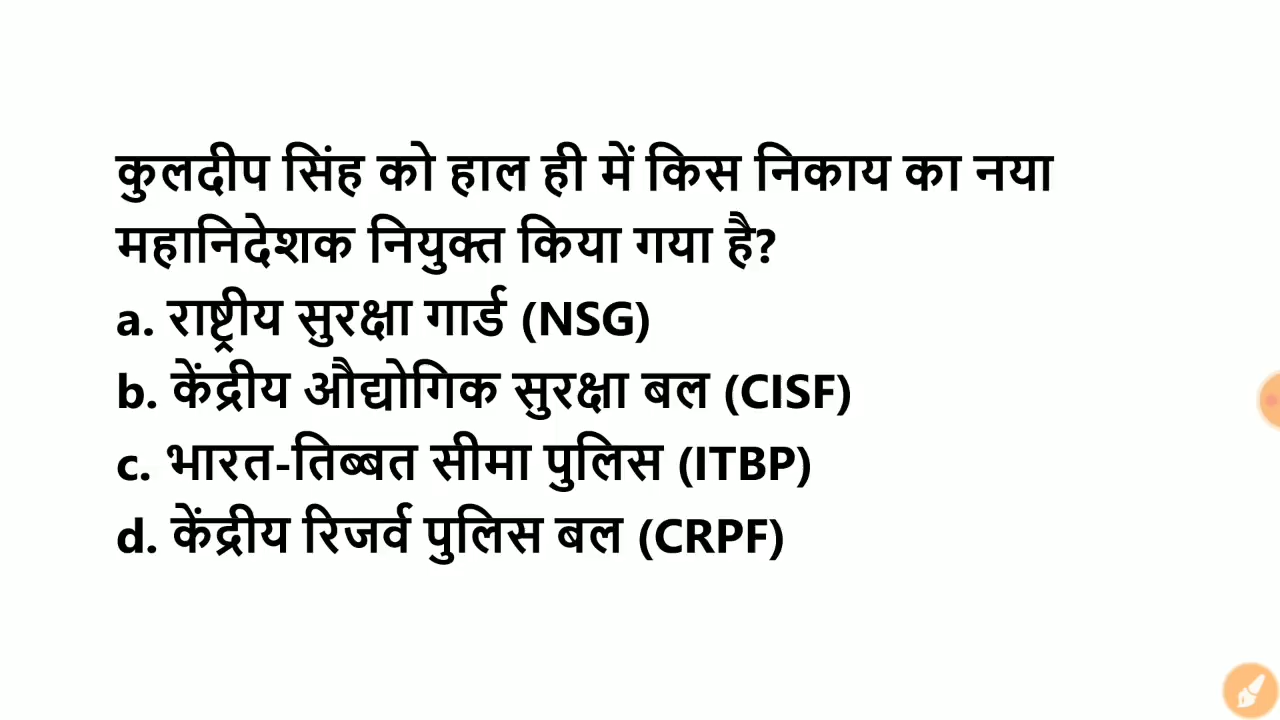 कुलदीप सिंह को हाल ही में किस निकाय का नया
महानिदेशक नियुक्त किया गया है?
a. राष्ट्रीय सुरक्षा गार्ड (NSG)
b. केंद्रीय औद्योगिक सुरक्षा बल (CISF)
c. भारत-तिब्बत सीमा पुलिस (ITBP)
d. केंद्रीय रिजर्व पुलिस बल (CRPF)